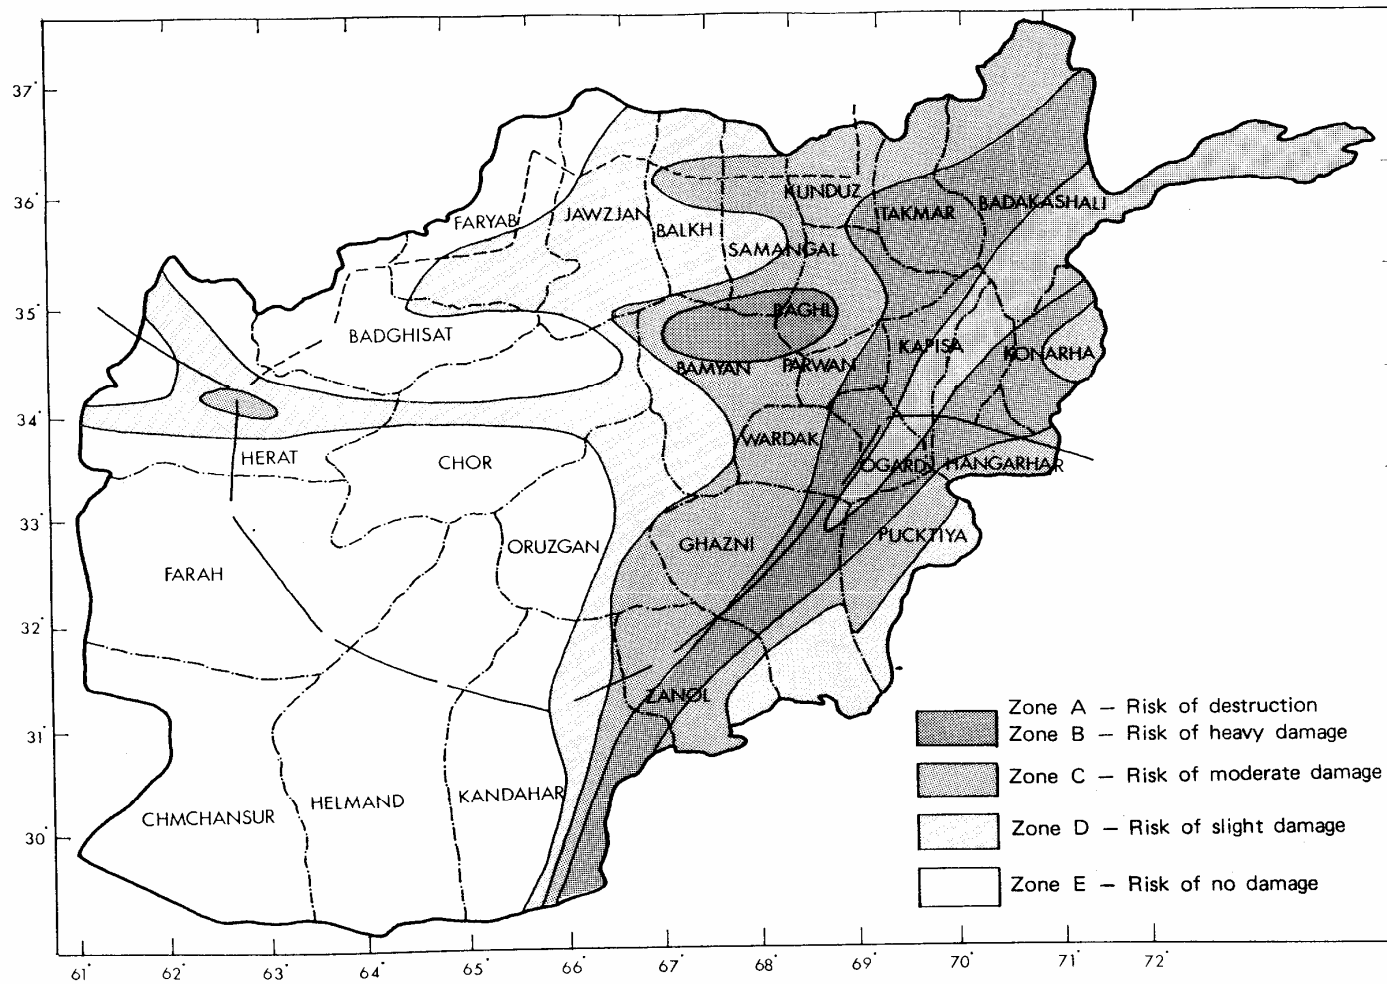 37°
36°
35°
34°
33°
32°
31°
30°
61°
62°
63°
64°
65°
66°
67°
68°
69°
70°
71°
72°
FARYAB
JAWZJAN
BALKH
SAMANGAL
KUNDUZ
TAKMAR
BADAKASHALI
BADGHISAT
BAGHL
BAMYAN
PARWAN
KAPISA
KONARHA
HERAT
CHOR
WARDAK
OGARD
HANGARHAR
FARAH
ORUZGAN
GHAZNI
PUCKTIYA
ZANOL
CHMCHANSUR
HELMAND
KANDAHAR
Zone A – Risk of destruction
Zone B – Risk of heavy damage
Zone C – Risk of moderate damage
Zone D – Risk of slight damage
Zone E – Risk of no damage